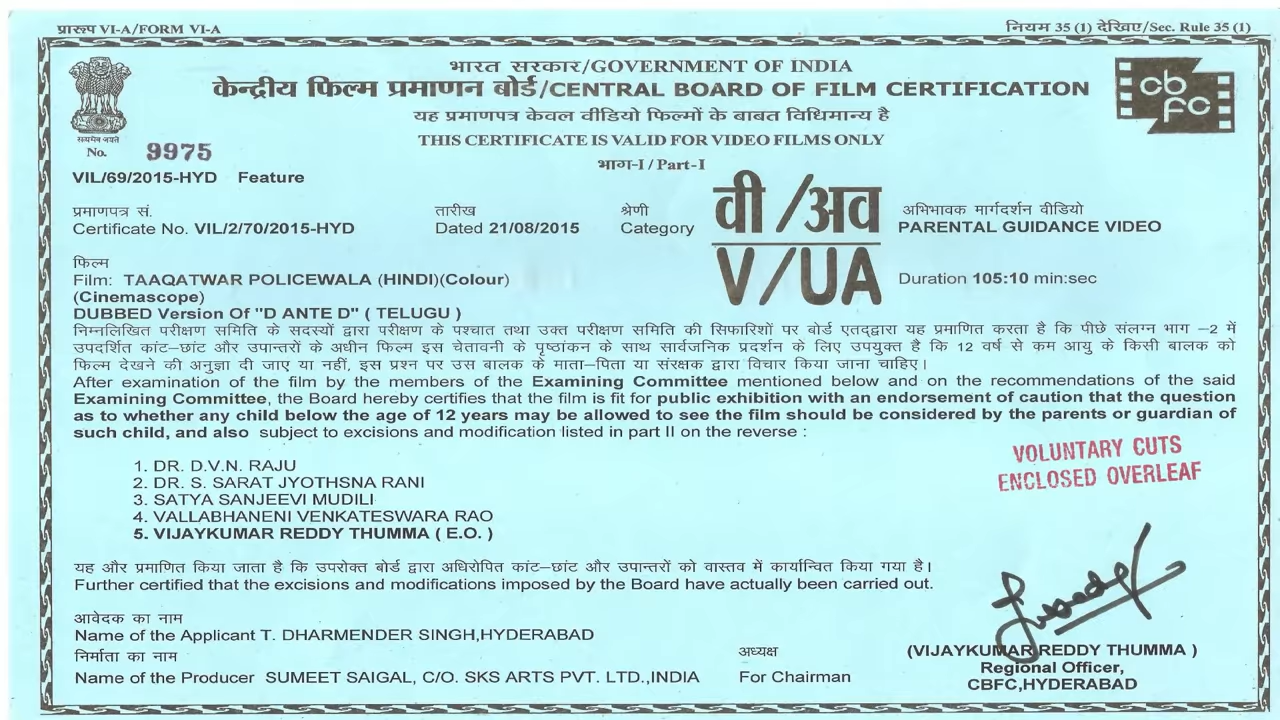 प्रारूप VI-A/FORM VI-A
नियम 35 (1) देखिए/Sec. Rule 35 (1)
भारत सरकार/GOVERNMENT OF INDIA
केन्द्रीय फिल्म प्रमाणन बोर्ड/CENTRAL BOARD OF FILM CERTIFICATION
cb
fc
यह प्रमाणपत्र केवल वीडियो फिल्मों के बाबत विधिमान्य है
THIS CERTIFICATE IS VALID FOR VIDEO FILMS ONLY
सत्यमेव जयते
No. 9975
भाग-I / Part-I
VIL/69/2015-HYD Feature
प्रमाणपत्र सं.
Certificate No. VIL/2/70/2015-HYD
तारीख
Dated 21/08/2015
श्रेणी
Category
वी/अव
V/UA
अभिभावक मार्गदर्शन वीडियो
PARENTAL GUIDANCE VIDEO
Duration 105:10 min:sec
फिल्म
Film: TAAQATWAR POLICEWALA (HINDI)(Colour)
(Cinemascope)
DUBBED Version Of "D ANTE D" ( TELUGU )
निम्नलिखित परीक्षण समिति के सदस्यों द्वारा परीक्षण के पश्चात तथा उक्त परीक्षण समिति की सिफारिशों पर बोर्ड एतद्द्वारा यह प्रमाणित करता है कि पीछे संलग्न भाग –2 में
उपदर्शित कांट–छांट और उपान्तरों के अधीन फिल्म इस चेतावनी के पृष्ठांकन के साथ सार्वजनिक प्रदर्शन के लिए उपयुक्त है कि 12 वर्ष से कम आयु के किसी बालक को
फिल्म देखने की अनुज्ञा दी जाए या नहीं, इस प्रश्न पर उस बालक के माता–पिता या संरक्षक द्वारा विचार किया जाना चाहिए।
After examination of the film by the members of the Examining Committee mentioned below and on the recommendations of the said
Examining Committee, the Board hereby certifies that the film is fit for public exhibition with an endorsement of caution that the question
as to whether any child below the age of 12 years may be allowed to see the film should be considered by the parents or guardian of
such child, and also subject to excisions and modification listed in part II on the reverse :
VOLUNTARY CUTS
ENCLOSED OVERLEAF
1. DR. D.V.N. RAJU
2. DR. S. SARAT JYOTHSNA RANI
3. SATYA SANJEEVI MUDILI
4. VALLABHANENI VENKATESWARA RAO
5. VIJAYKUMAR REDDY THUMMA ( E.O. )
यह और प्रमाणित किया जाता है कि उपरोक्त बोर्ड द्वारा अधिरोपित कांट–छांट और उपान्तरों को वास्तव में कार्यान्वित किया गया है।
Further certified that the excisions and modifications imposed by the Board have actually been carried out.
आवेदक का नाम
Name of the Applicant T. DHARMENDER SINGH,HYDERABAD
निर्माता का नाम
Name of the Producer SUMEET SAIGAL, C/O. SKS ARTS PVT. LTD.,INDIA
अध्यक्ष
For Chairman
(VIJAYKUMAR REDDY THUMMA )
Regional Officer,
CBFC,HYDERABAD